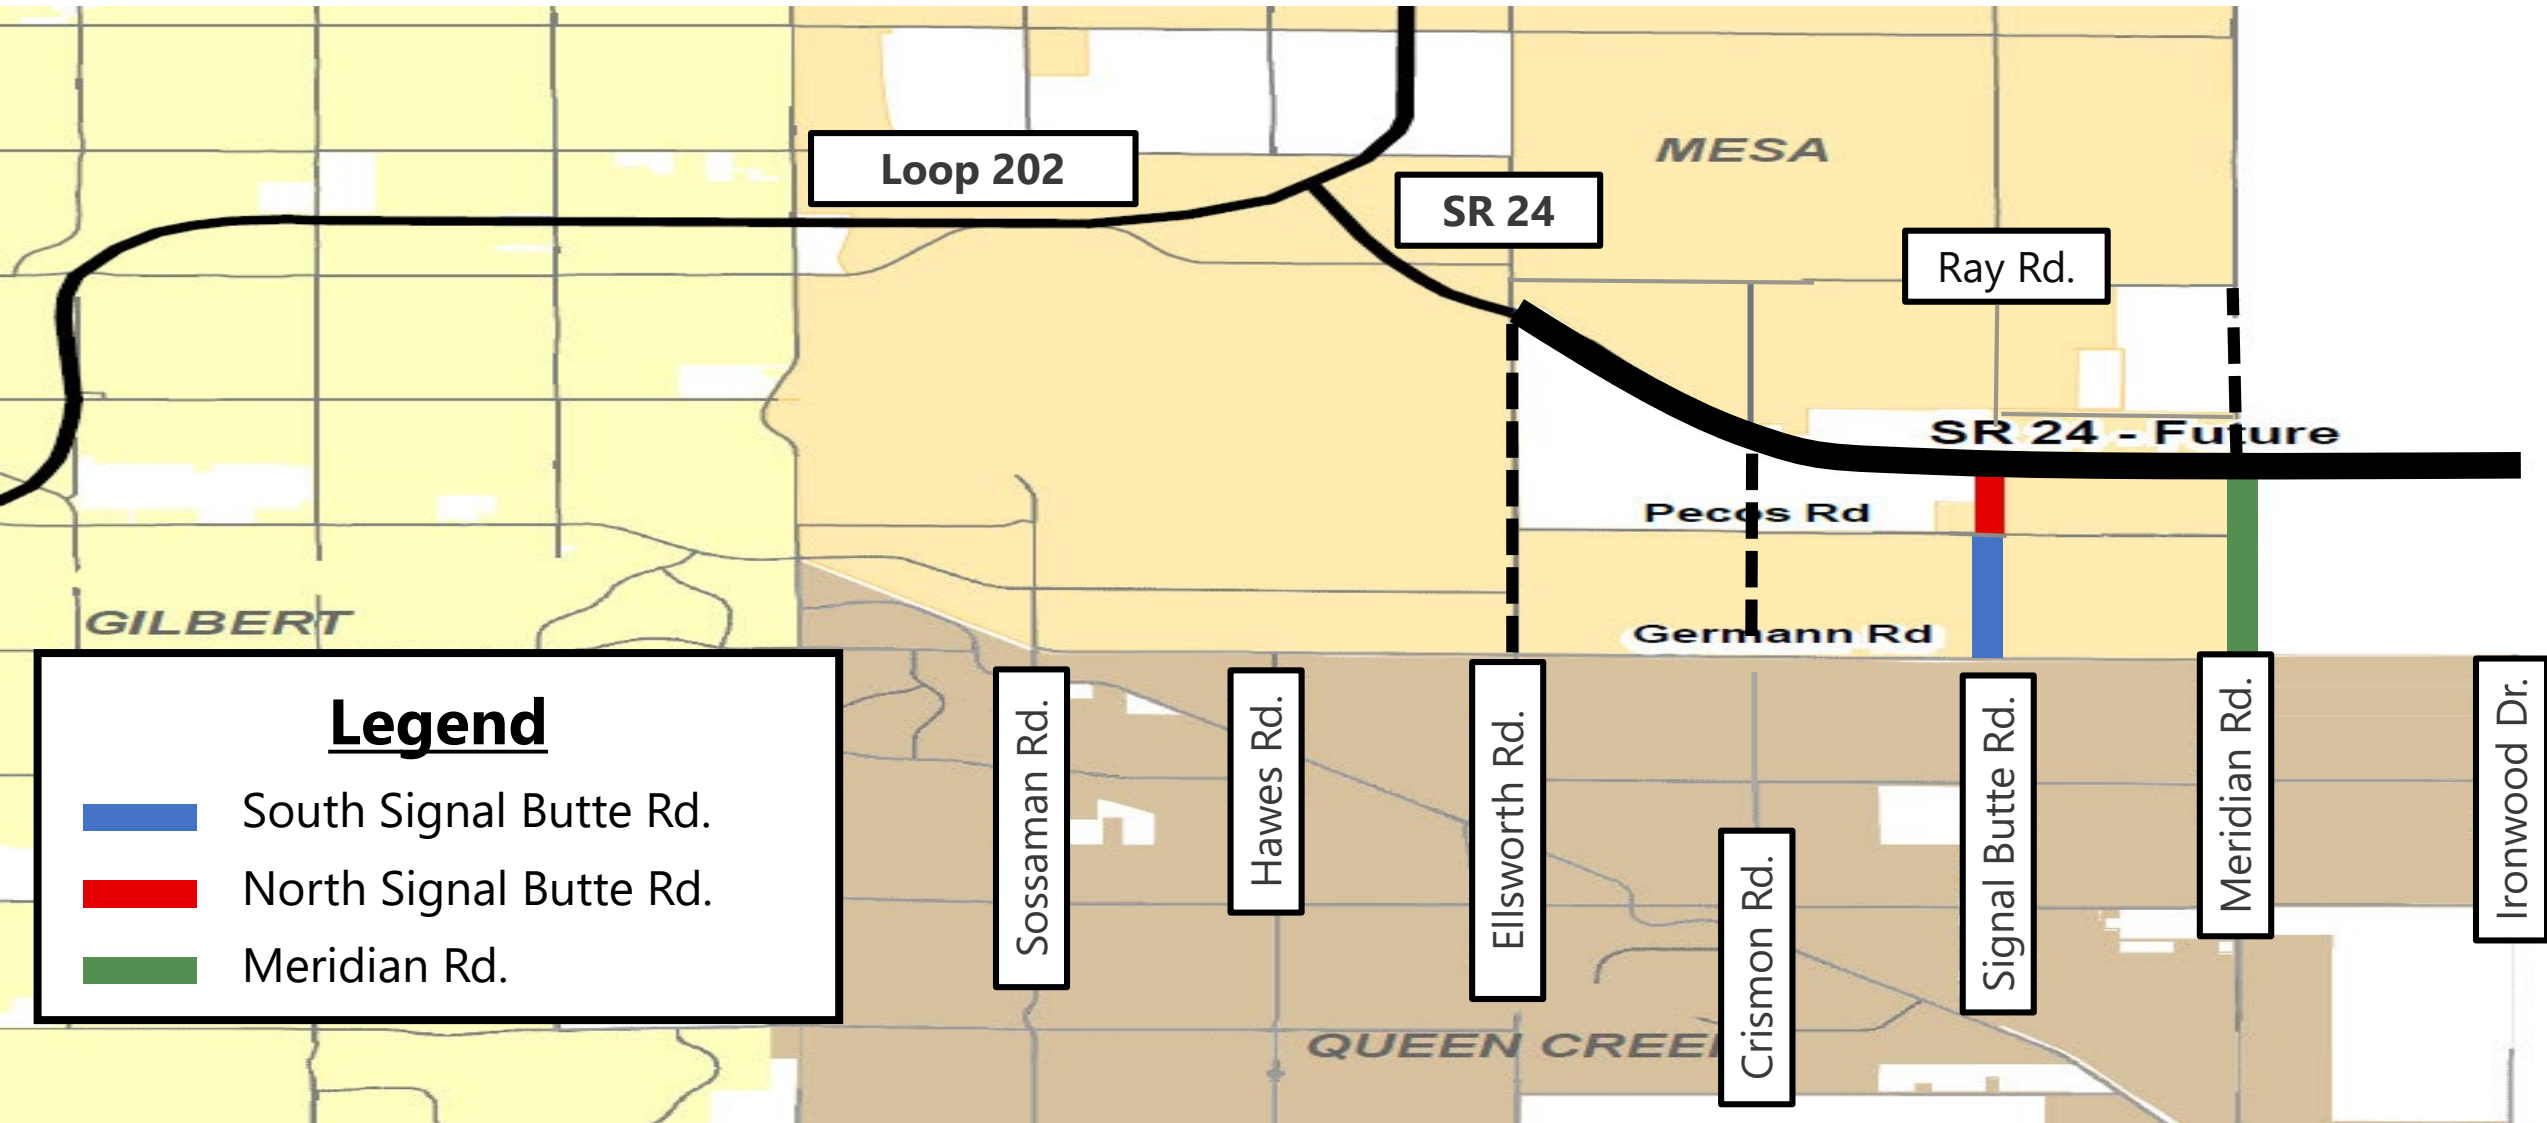 MESA
Loop 202
SR 24
Ray Rd.
SR 24 - Future
Pecos Rd
GILBERT
Germann Rd
Legend
South Signal Butte Rd.
North Signal Butte Rd.
Meridian Rd.
Sossaman Rd.
Hawes Rd.
Ellsworth Rd.
Crismon Rd.
Signal Butte Rd.
Meridian Rd.
Ironwood Dr.
QUEEN CREE